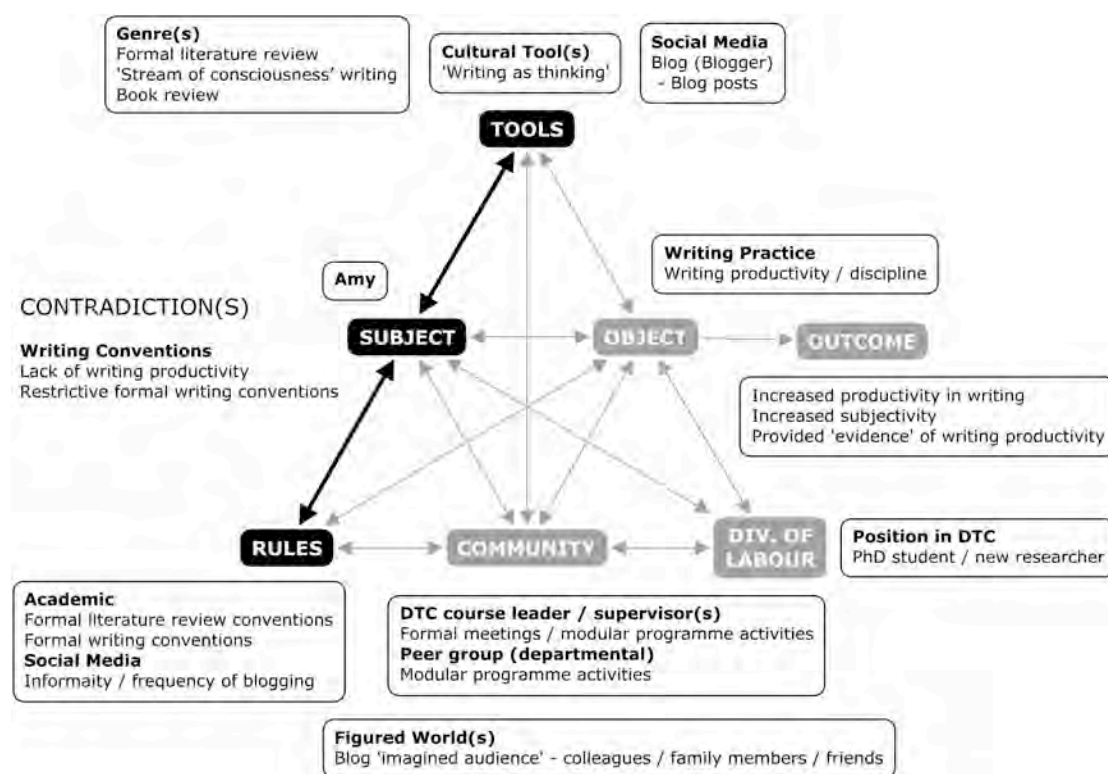 Genre(s)
Formal literature review
'Stream of consciousness' writing
Book review
Cultural Tool(s)
'Writing as thinking'
Social Media
Blog (Blogger)
- Blog posts
TOOLS
Writing Practice
Writing productivity / discipline
Amy
CONTRADICTION(S)
Writing Conventions
Lack of writing productivity
Restrictive formal writing conventions
SUBJECT
OBJECT
OUTCOME
Increased productivity in writing
Increased subjectivity
Provided 'evidence' of writing productivity
RULES
COMMUNITY
DIV. OF
LABOUR
Position in DTC
PhD student / new researcher
Academic
Formal literature review conventions
Formal writing conventions
Social Media
Informaity / frequency of blogging
DTC course leader / supervisor(s)
Formal meetings / modular programme activities
Peer group (departmental)
Modular programme activities
Figured World(s)
Blog 'imagined audience' - colleagues / family members / friends